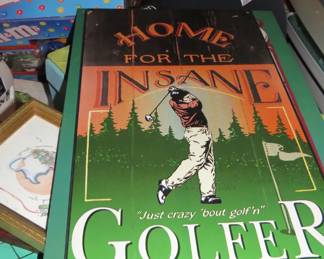 HOME
FOR THE
INSANE
"Just crazy 'bout golf'n"
GOLFER